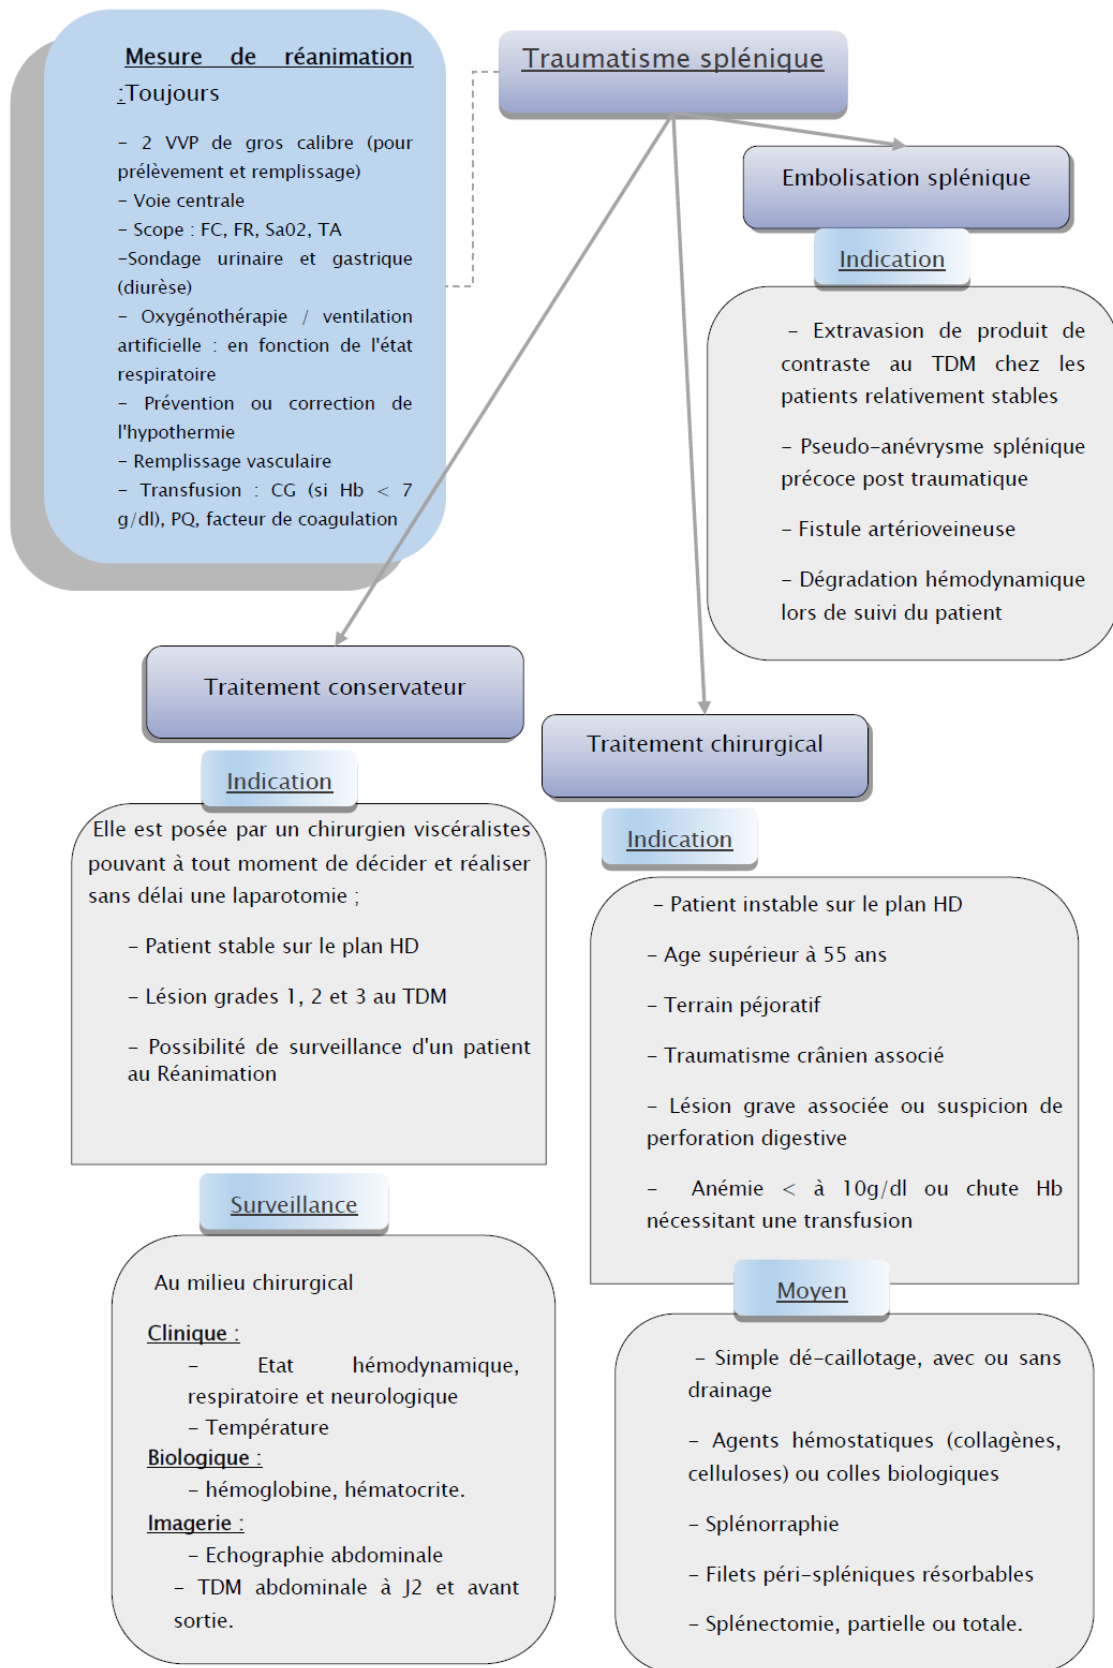 Mesure de réanimation
:Toujours
- 2 VVP de gros calibre (pour
prélèvement et remplissage)
- Voie centrale
- Scope : FC, FR, Sa02, TA
-Sondage urinaire et gastrique
(diurèse)
- Oxygénothérapie / ventilation
artificielle : en fonction de l'état
respiratoire
- Prévention ou correction de
l'hypothermie
- Remplissage vasculaire
- Transfusion : CG (si Hb < 7
g/dl), PQ, facteur de coagulation
Traumatisme splénique
Embolisation splénique
Indication
- Extravasion de produit de
contraste au TDM chez les
patients relativement stables
- Pseudo-anévrysme splénique
précoce post traumatique
- Fistule artérioveineuse
- Dégradation hémodynamique
lors de suivi du patient
Traitement conservateur
Indication
Elle est posée par un chirurgien viscéralistes
pouvant à tout moment de décider et réaliser
sans délai une laparotomie ;
- Patient stable sur le plan HD
- Lésion grades 1, 2 et 3 au TDM
- Possibilité de surveillance d'un patient
au Réanimation
Surveillance
Au milieu chirurgical
Clinique :
- Etat hémodynamique,
respiratoire et neurologique
- Température
Biologique :
- hémoglobine, hématocrite.
Imagerie :
- Echographie abdominale
- TDM abdominale à J2 et avant
sortie.
Traitement chirurgical
Indication
- Patient instable sur le plan HD
- Age supérieur à 55 ans
- Terrain péjoratif
- Traumatisme crânien associé
- Lésion grave associée ou suspicion de
perforation digestive
- Anémie < à 10g/dl ou chute Hb
nécessitant une transfusion
Moyen
- Simple dé-caillotage, avec ou sans
drainage
- Agents hémostatiques (collagènes,
celluloses) ou colles biologiques
- Splénorraphie
- Filets péri-spléniques résorbables
- Splénectomie, partielle ou totale.